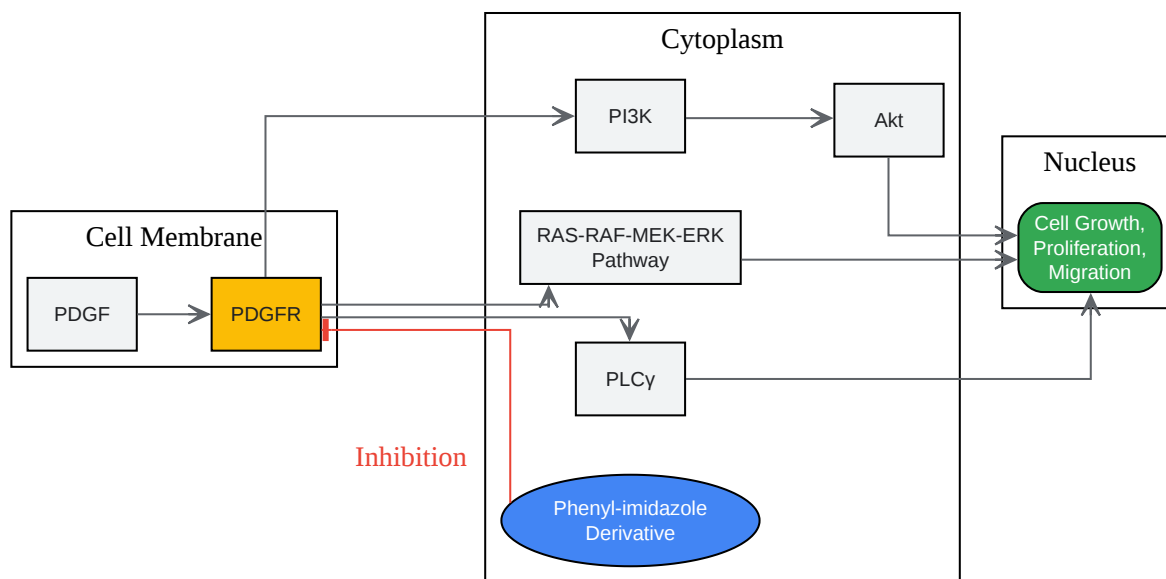 Cytoplasm
PI3K
Akt
Nucleus
Cell Growth,
Proliferation,
Migration
RAS-RAF-MEK-ERK
Pathway
Cell Membrane
PDGF
PDGFR
PLCγ
Inhibition
Phenyl-imidazole
Derivative